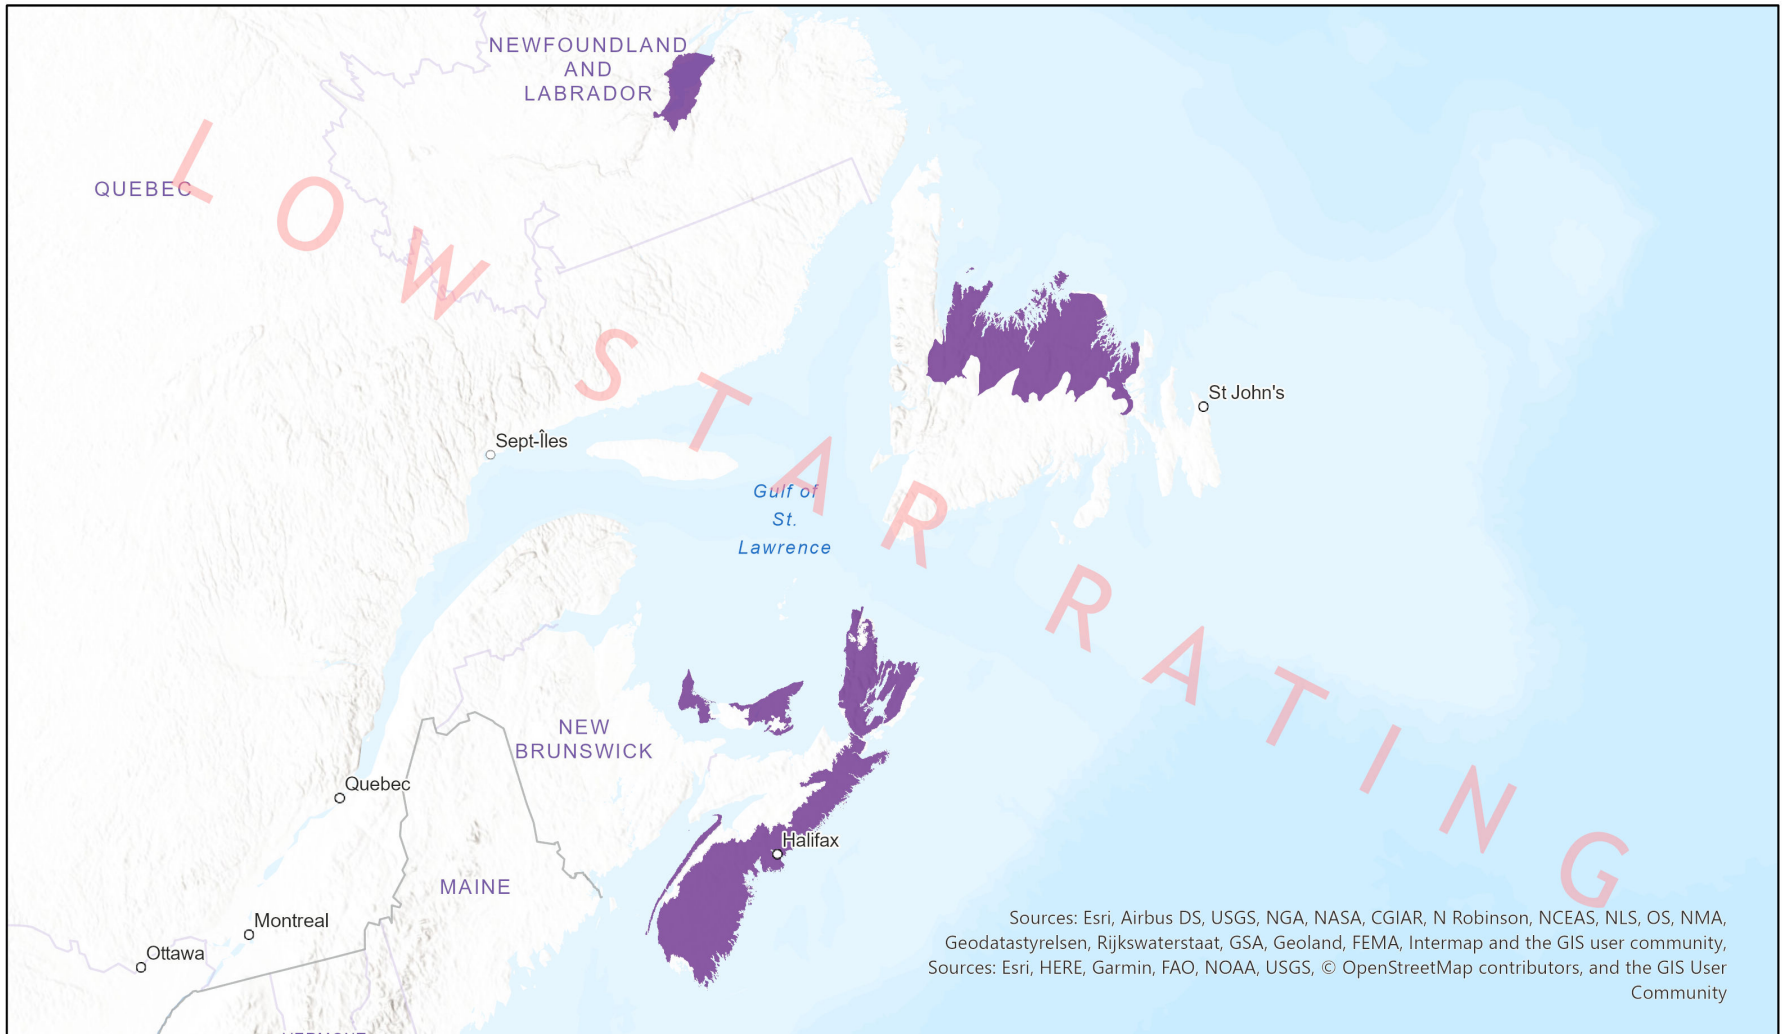 NEWFOUNDLAND
AND
LABRADOR
QUEBEC
LOW STAR RATING
St John's
Sept-Îles
Gulf of
St.
Lawrence
NEW
BRUNSWICK
Quebec
Halifax
MAINE
Montreal
Ottawa
Sources: Esri, Airbus DS, USGS, NGA, NASA, CGIAR, N Robinson, NCEAS, NLS, OS, NMA,
Geodatastyrelsen, Rijkswaterstaat, GSA, Geoland, FEMA, Intermap and the GIS user community,
Sources: Esri, HERE, Garmin, FAO, NOAA, USGS, © OpenStreetMap contributors, and the GIS User
Community